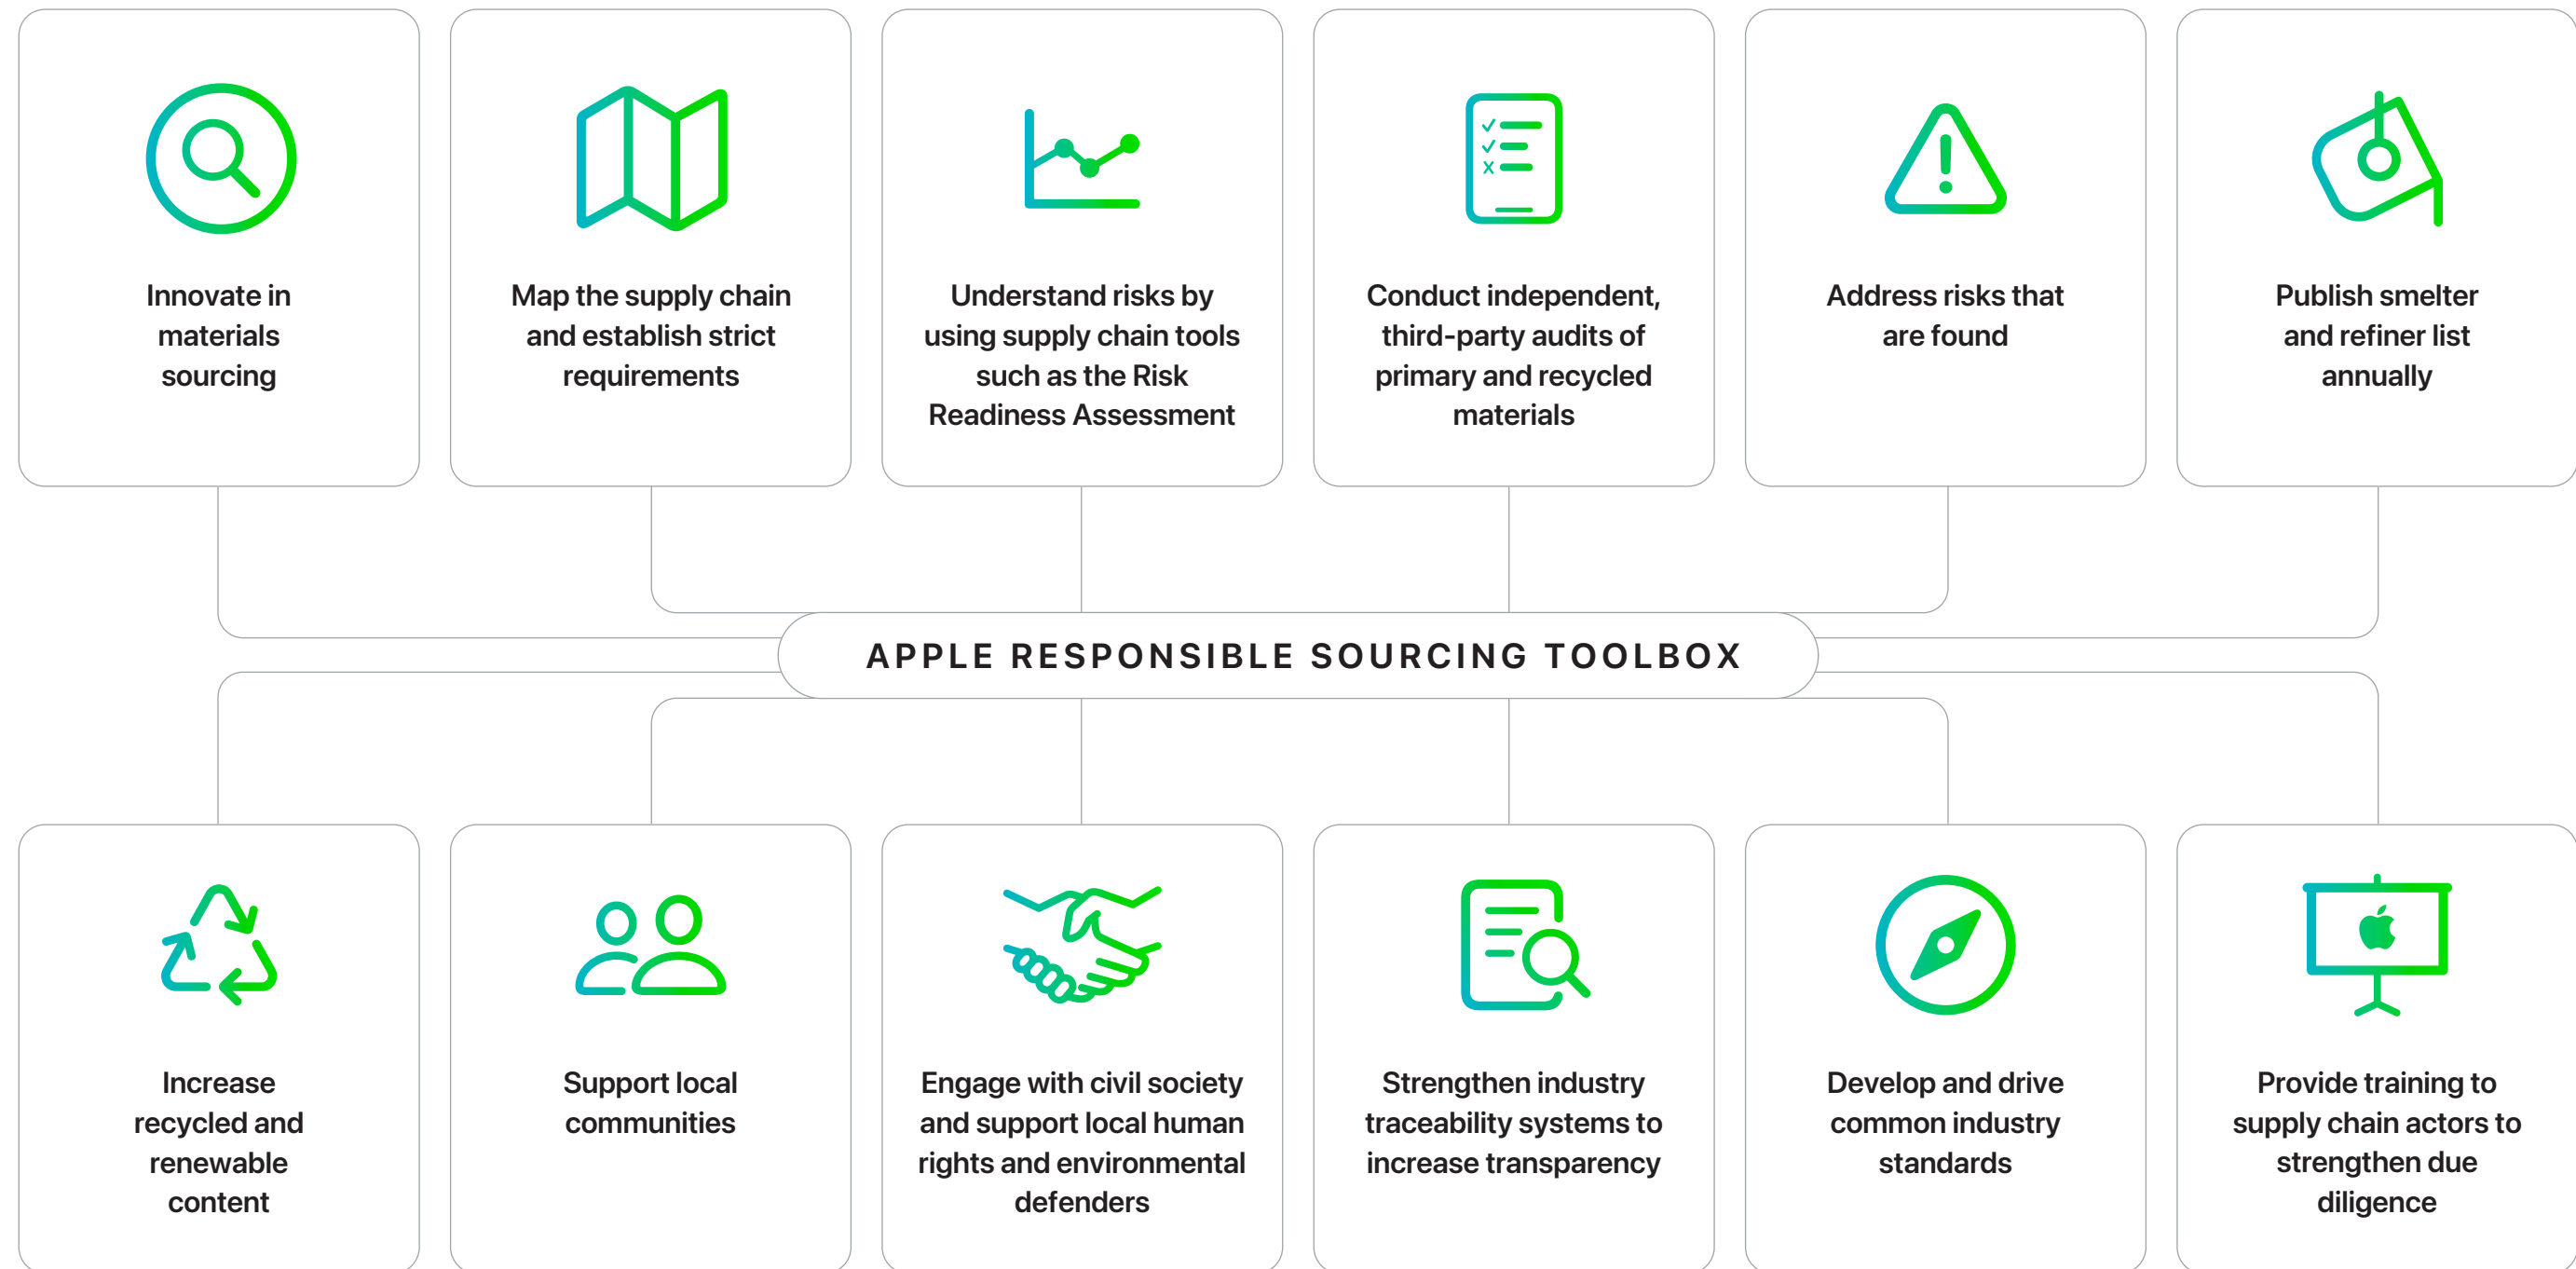 Innovate in
materials
sourcing
Map the supply chain
and establish strict
requirements
Understand risks by
using supply chain tools
such as the Risk
Readiness Assessment
Conduct independent,
third-party audits of
primary and recycled
materials
Address risks that
are found
Publish smelter
and refiner list
annually
APPLE RESPONSIBLE SOURCING TOOLBOX
Increase
recycled and
renewable
content
Support local
communities
Engage with civil society
and support local human
rights and environmental
defenders
Strengthen industry
traceability systems to
increase transparency
Develop and drive
common industry
standards
Provide training to
supply chain actors to
strengthen due
diligence